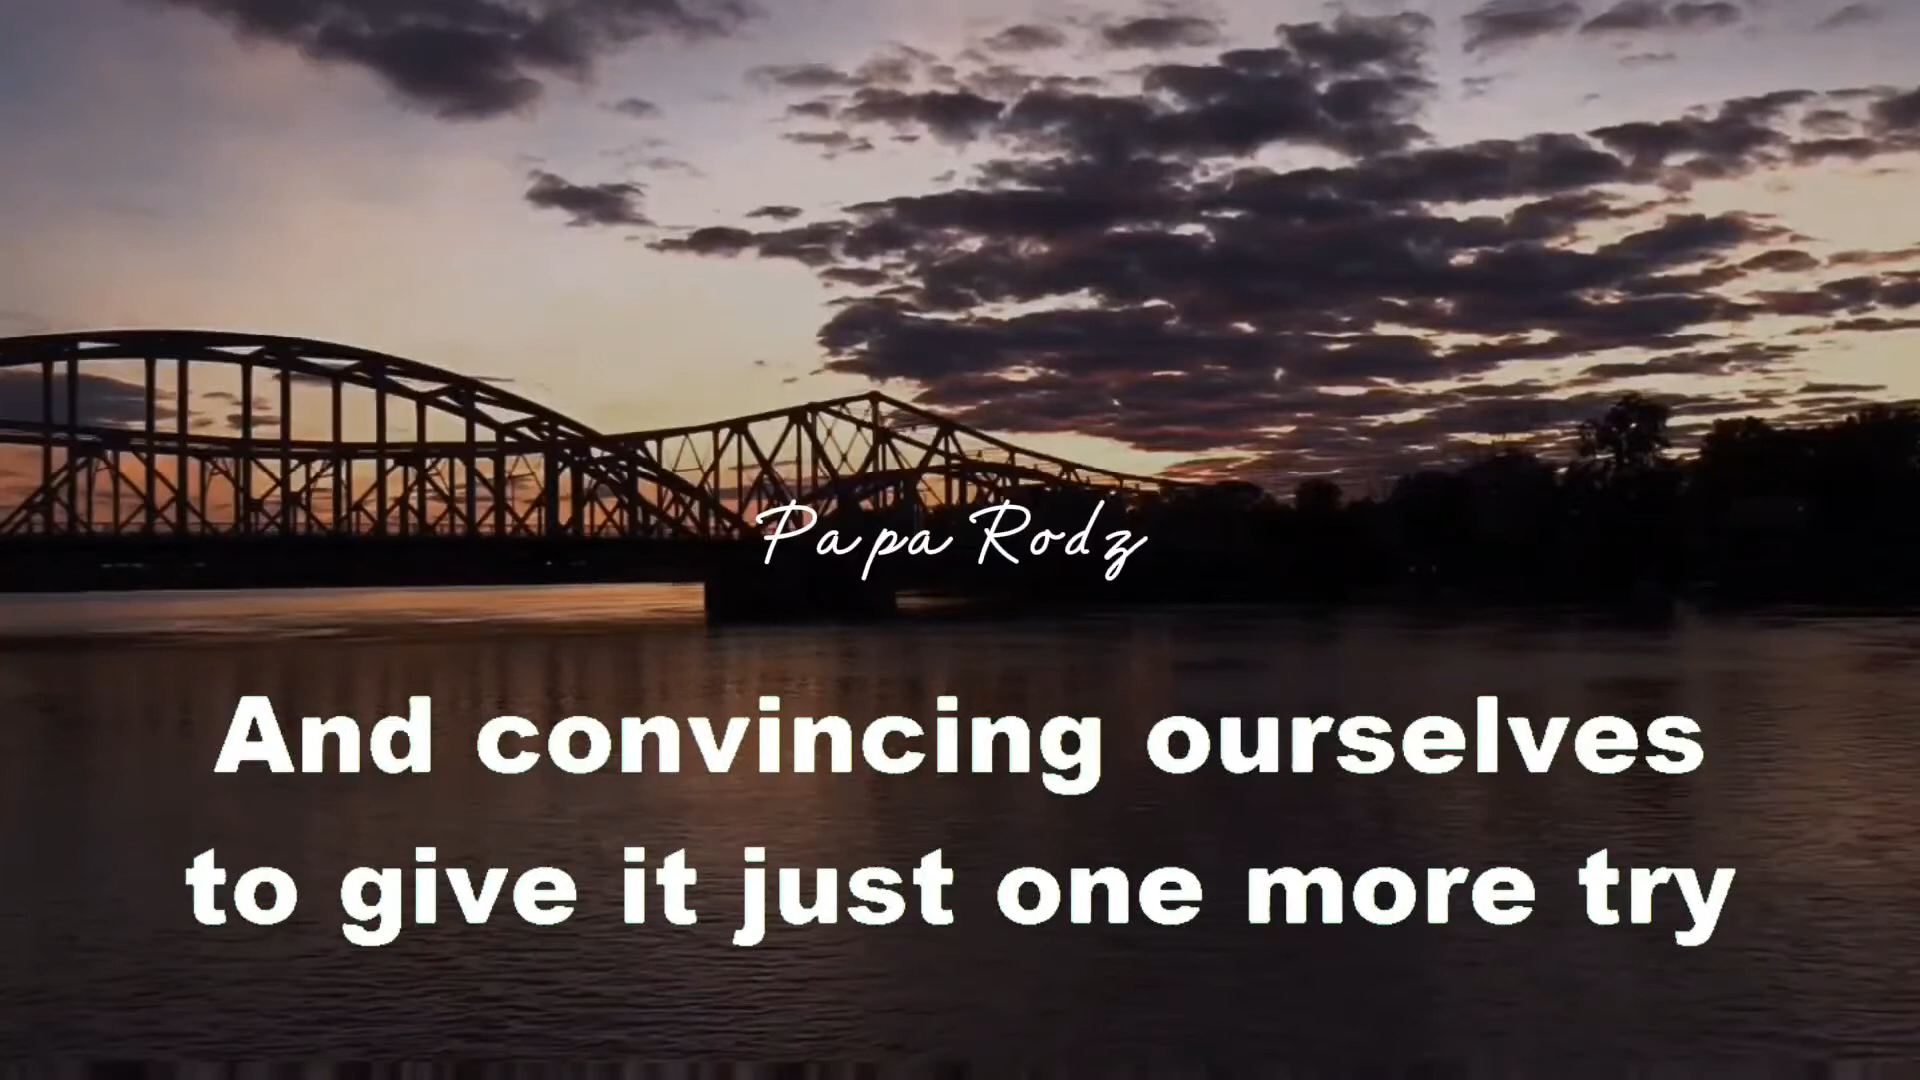 Papa Rodz
And convincing ourselves
to give it just one more try